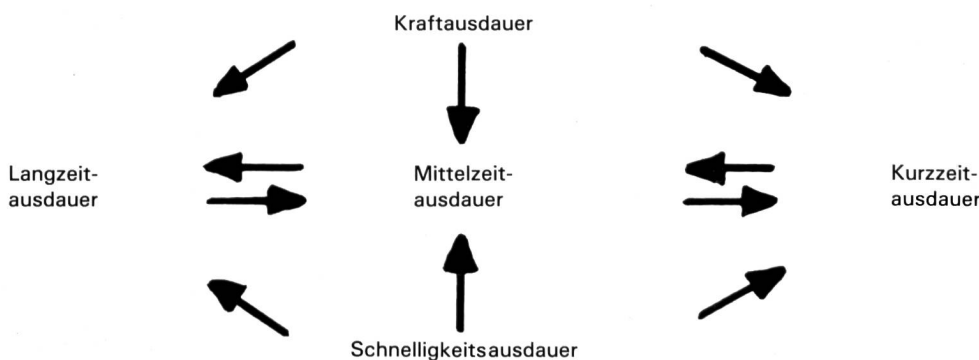 Kraftausdauer
Langzeit-
ausdauer
Mittelzeit-
ausdauer
Kurzzeit-
ausdauer
Schnelligkeitsausdauer